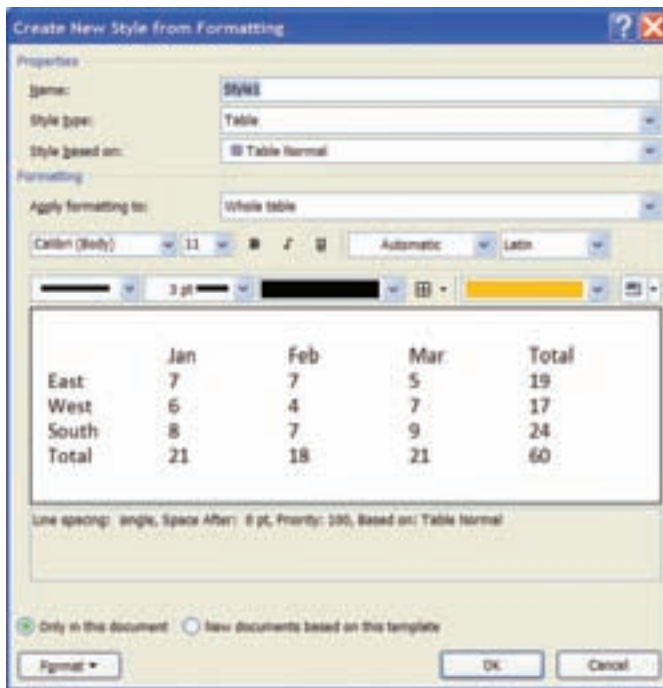 Create New Style from Formatting
Properties
Name: Style1
Style type: Table
Style based on: Table Normal
Formatting
Apply formatting to: Whole table
Calibri (Body) 11 B I U Automatic Latin
3 pt
Jan Feb Mar Total
East 7 7 5 19
West 6 4 7 17
South 8 7 9 24
Total 21 18 21 60
Line spacing: single, Space After: 0 pt, Priority: 100, Based on: Table Normal
Only in this document New documents based on this template
Format OK Cancel